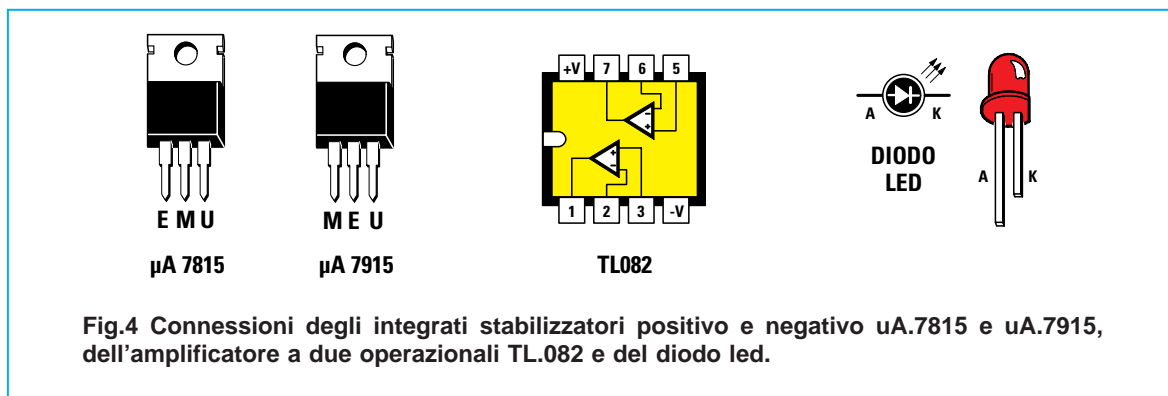 +V 7 6 5
A K
DIODO
LED
A K
1 2 3 -V
E M U
M E U
µA 7815
µA 7915
TL082
Fig.4 Connessioni degli integrati stabilizzatori positivo e negativo uA.7815 e uA.7915,
dell'amplificatore a due operazionali TL.082 e del diodo led.